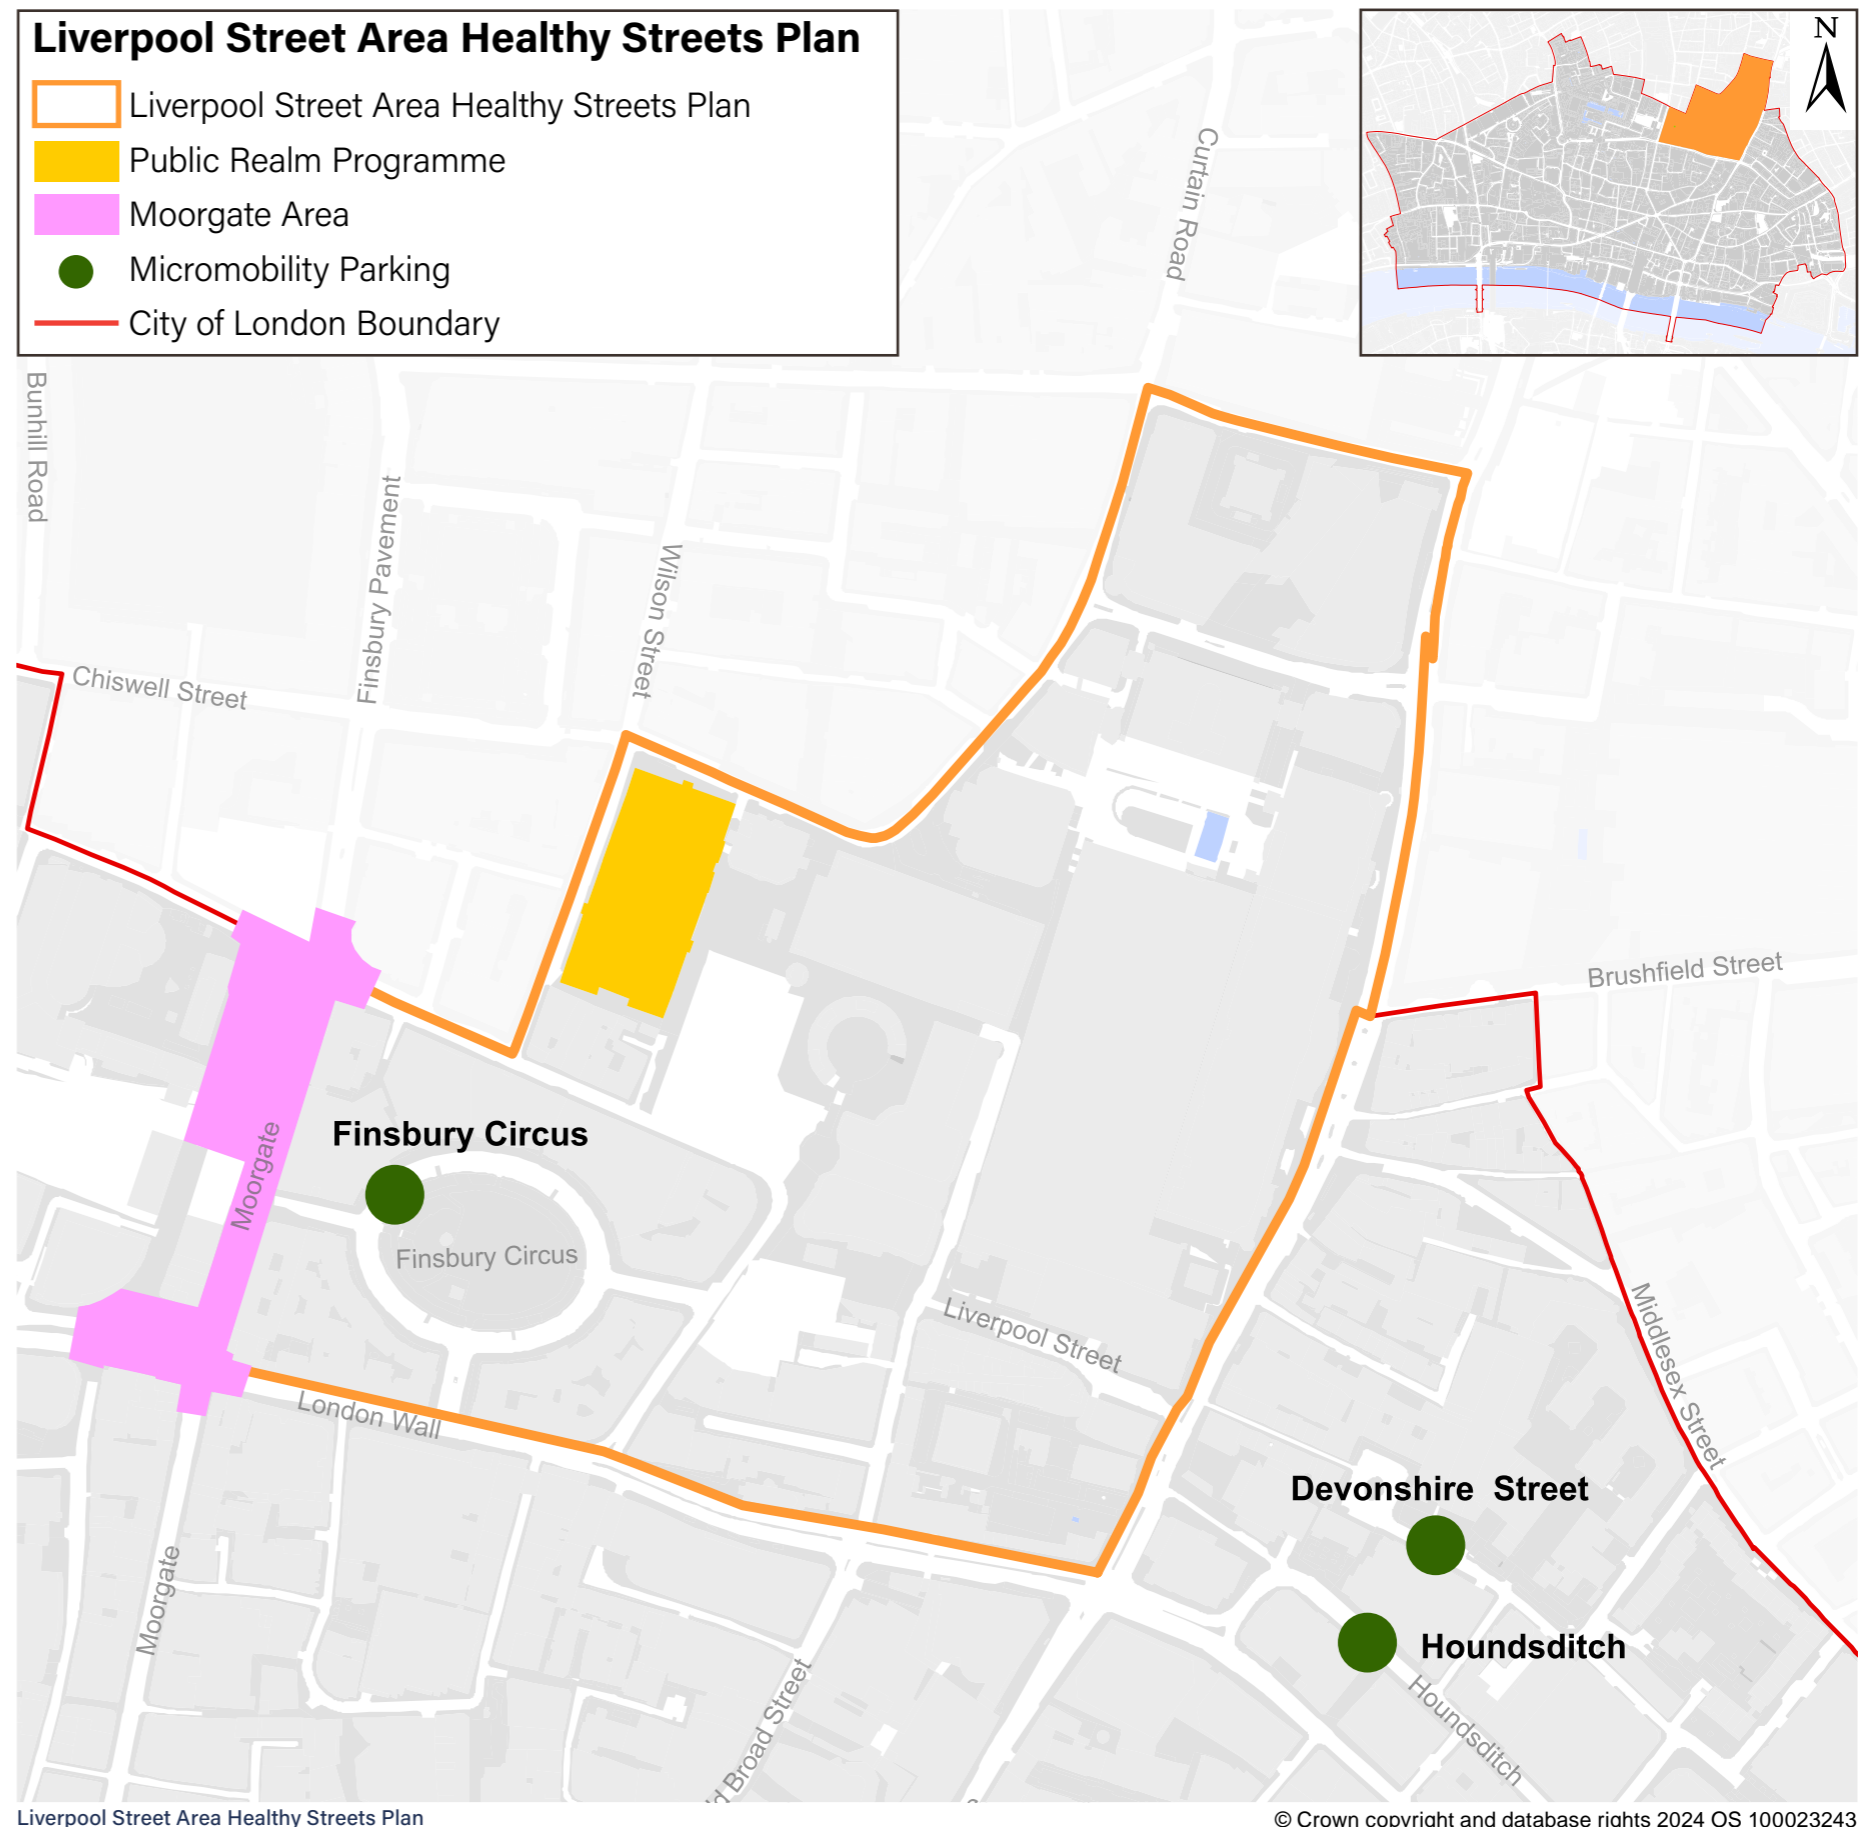 Liverpool Street Area Healthy Streets Plan
Liverpool Street Area Healthy Streets Plan
Public Realm Programme
Moorgate Area
Micromobility Parking
City of London Boundary
N
Curtain Road
Bunhill Road
Finsbury Pavement
Wilson Street
Chiswell Street
Brushfield Street
Finsbury Circus
Moorgate
Finsbury Circus
Liverpool Street
Middlesex Street
London Wall
Devonshire Street
Moorgate
Houndsditch
Houndsditch
d Broad Street
Liverpool Street Area Healthy Streets Plan
© Crown copyright and database rights 2024 OS 100023243